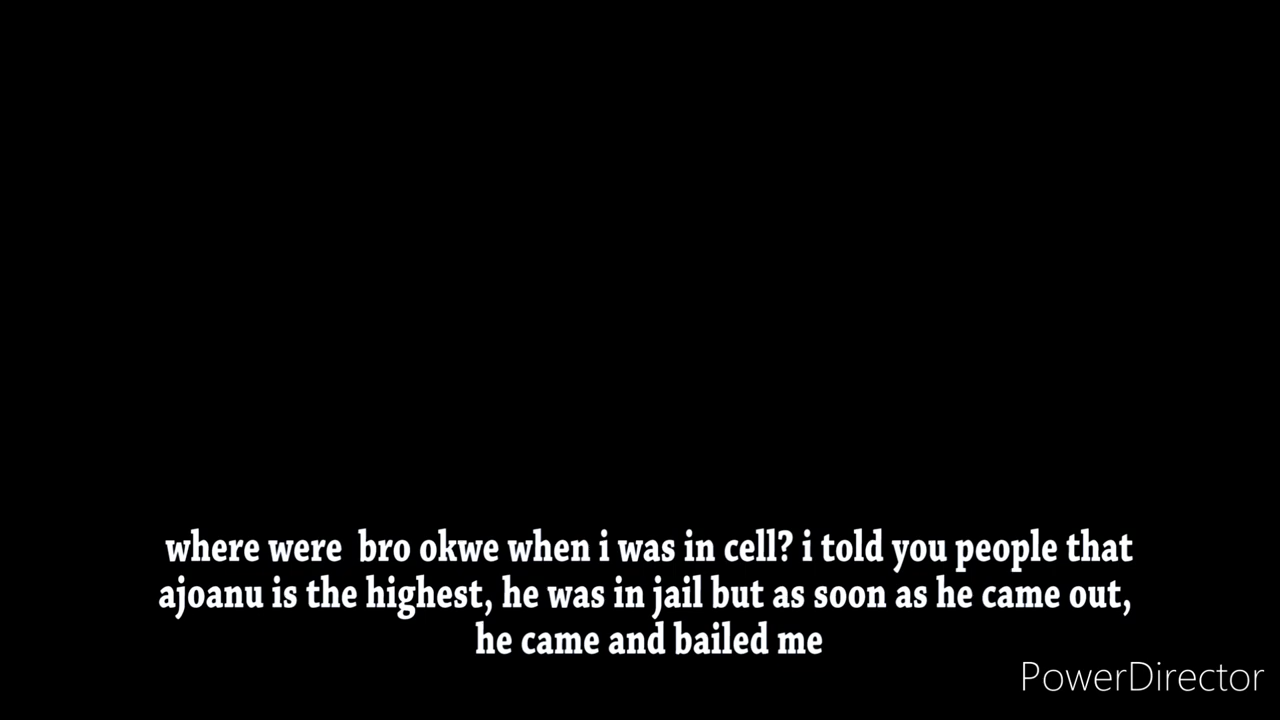 where were  bro okwe when i was in cell? i told you people that
ajoanu is the highest, he was in jail but as soon as he came out,
he came and bailed me
PowerDirector